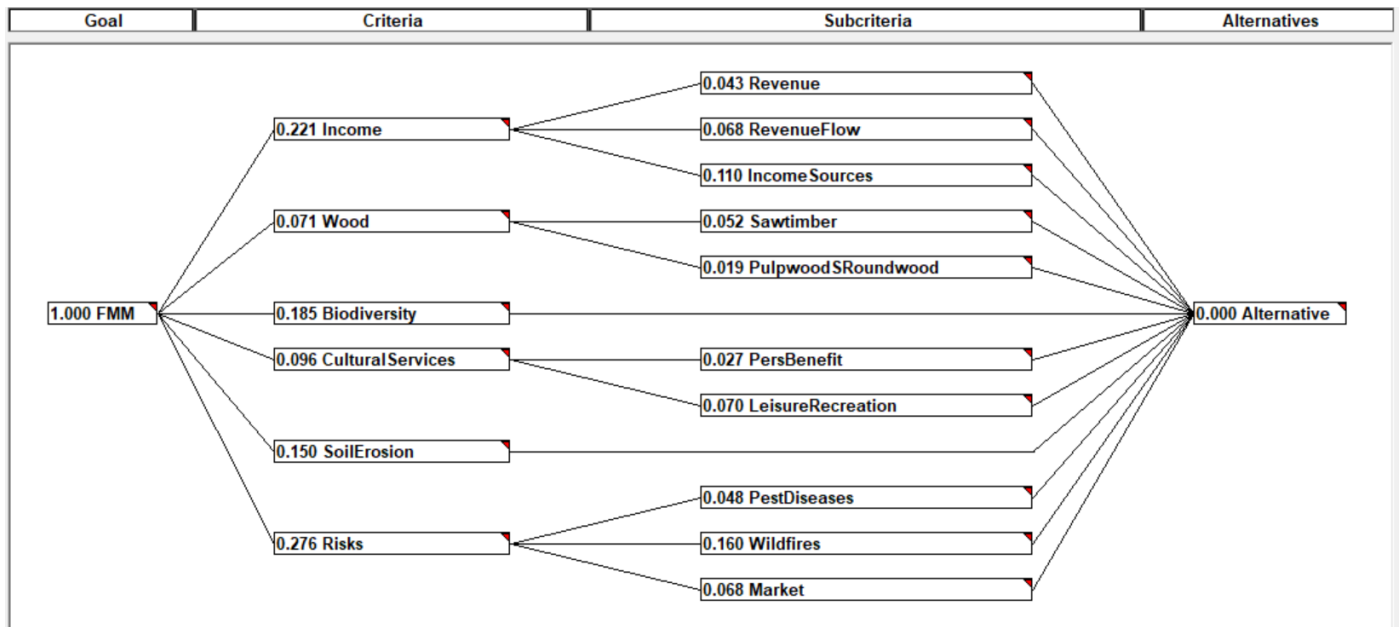 Goal Criteria Subcriteria Alternatives
0.043 Revenue
0.221 Income 0.068 RevenueFlow
0.110 IncomeSources
0.071 Wood 0.052 Sawtimber
0.019 PulpwoodSRoundwood
1.000 FMM 0.185 Biodiversity 0.000 Alternative
0.096 CulturalServices 0.027 PersBenefit
0.070 LeisureRecreation
0.150 SoilErosion
0.048 PestDiseases
0.276 Risks 0.160 Wildfires
0.068 Market